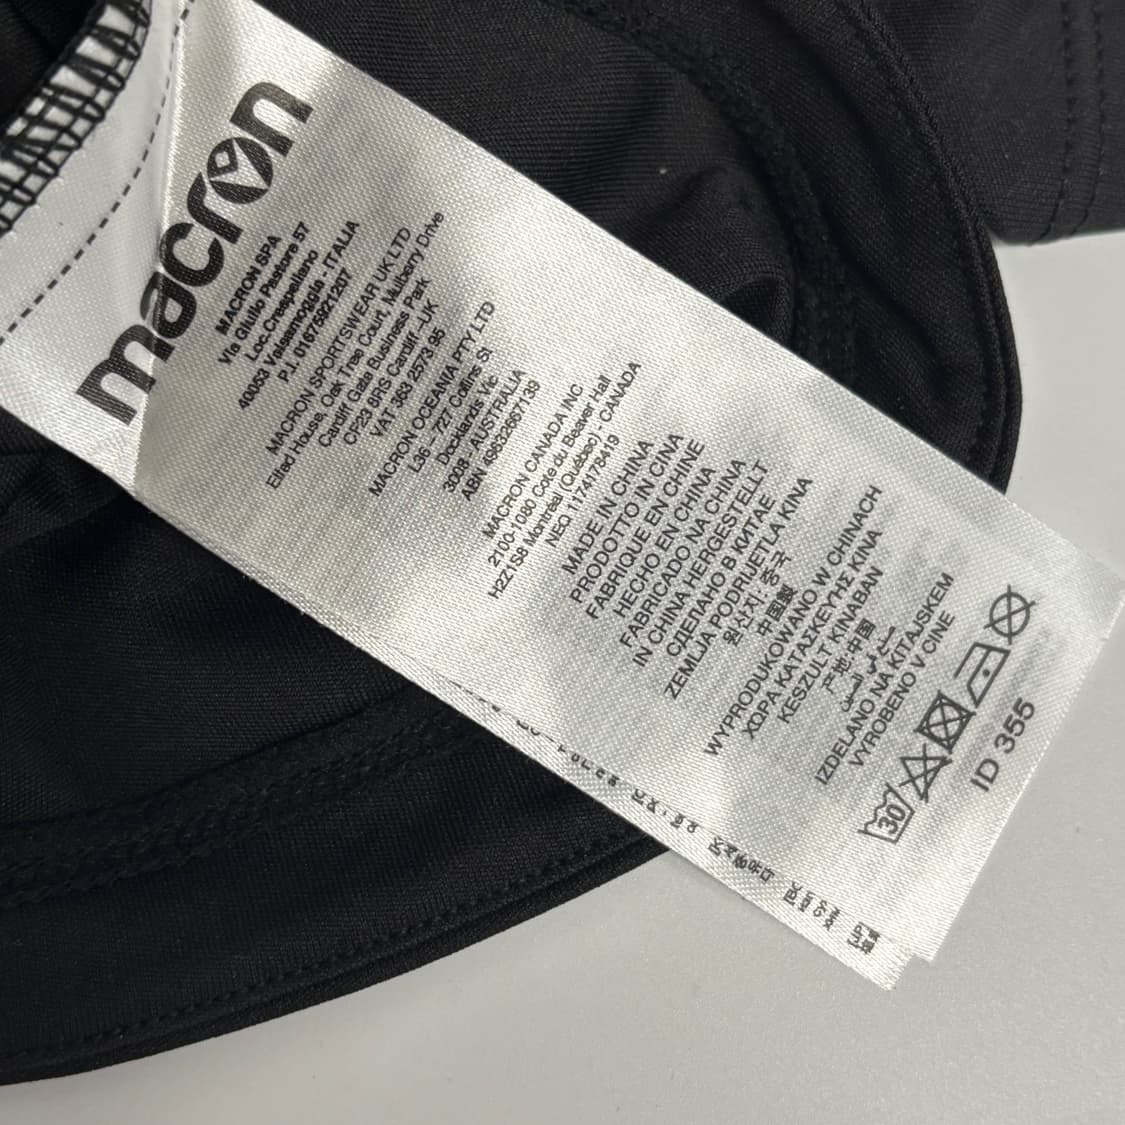 macron
MACRON SPA
Via Giulio Pastore 57
Loc.Crespellano
40053 Valsamoggia - ITALIA
P.I. 01675921207
MACRON SPORTSWEAR UK LTD
Elled House, Oak Tree Court, Mulberry Drive
Cardiff Gate Business Park
CF23 8RS Cardiff -UK
VAT 363 2573 95
MACRON OCEANIA PTY LTD
L36 - 727 Collins St
Docklands Vic
3008 - AUSTRALIA
ABN 49632667139
MACRON CANADA INC
2100-1080 Cote du Beaver Hall
H2Z1S8 Montréal (Québec) - CANADA
NEQ 1174178419
MADE IN CHINA
PRODOTTO IN CINA
FABRIQUE EN CHINE
HECHO EN CHINA
FABRICADO NA CHINA
IN CHINA HERGESTELLT
СДЕЛАНО В КИТАЕ
ZEMLJA PODRIJETLA KINA
원산지: 중국
中国製
WYPRODUKOWANO W CHINACH
ΧΩΡΑ ΚΑΤΑΣΚΕΥΗΣ ΚΙΝΑ
KESZULT KINABAN
产地:中国
IZDELANO NA KITAJSKEM
VYROBENO V CINE
30
ID 355